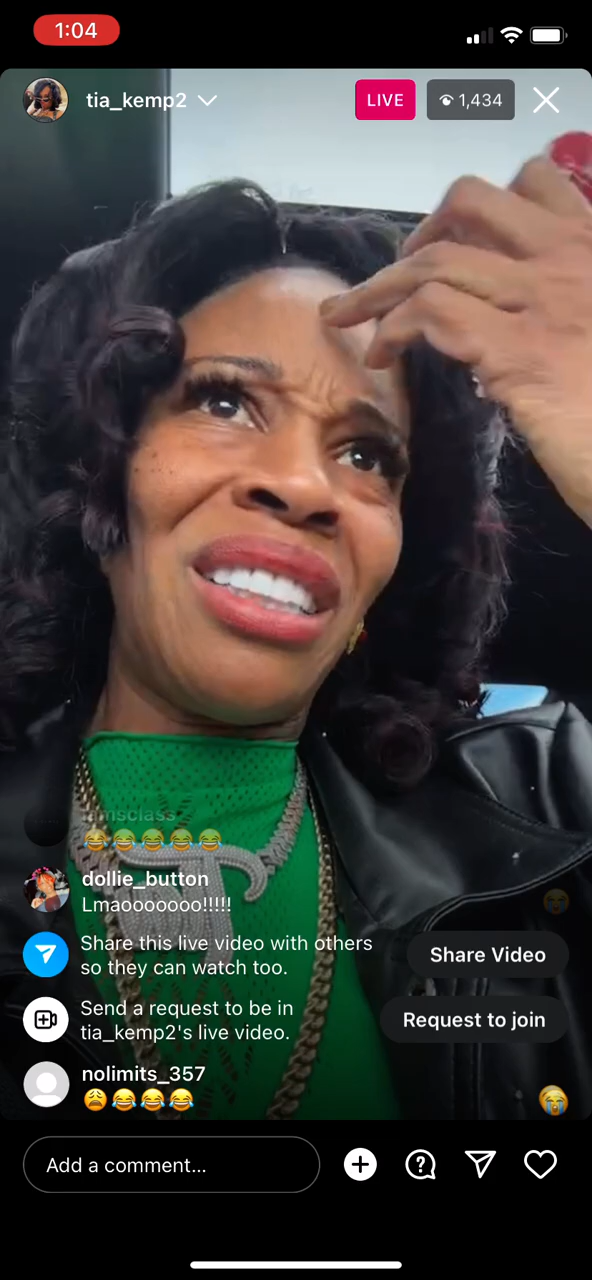 1:04
tia_kemp2
LIVE
1,434
iamsclass
😂😂😂😂😂
dollie_button
Lmaooooooo!!!!!
Share this live video with others
so they can watch too.
Share Video
Send a request to be in
tia_kemp2's live video.
Request to join
nolimits_357
😩😂😂😂
Add a comment...